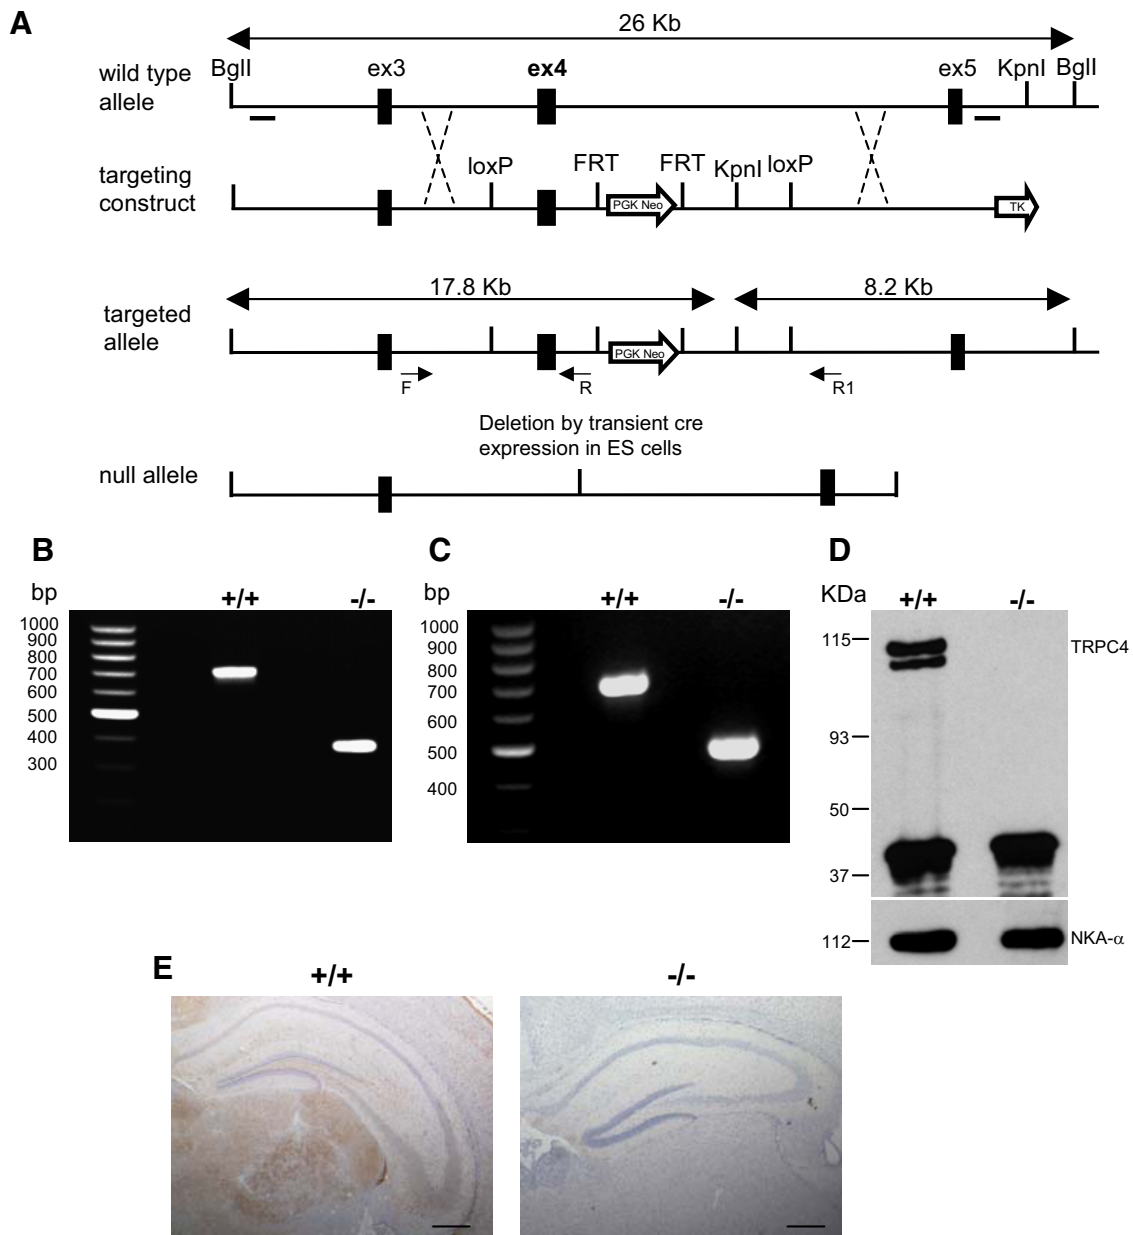 A
26 Kb
wild type
allele
BglI
ex3
ex4
ex5
KpnI
BglI
targeting
construct
loxP
FRT
FRT
KpnI
loxP
PGK Neo
TK
17.8 Kb
8.2 Kb
targeted
allele
PGK Neo
F
R
R1
Deletion by transient cre
expression in ES cells
null allele
B
bp
+/+
-/-
1000
900
800
700
600
500
400
300
C
bp
+/+
-/-
1000
900
800
700
600
500
400
D
KDa
+/+
-/-
115
TRPC4
93
50
37
112
NKA-α
E
+/+
-/-